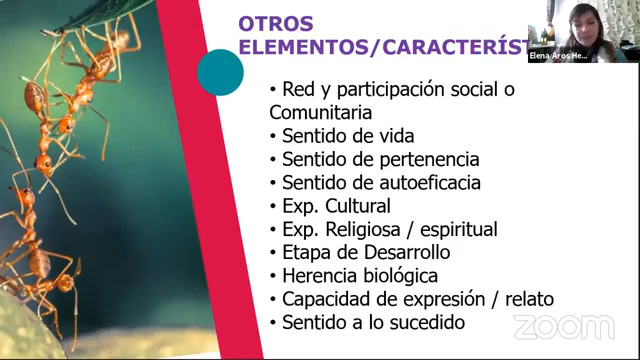 OTROS
ELEMENTOS/CARACTERÍST
Elena Aros He...
• Red y participación social o
Comunitaria
• Sentido de vida
• Sentido de pertenencia
• Sentido de autoeficacia
• Exp. Cultural
• Exp. Religiosa / espiritual
• Etapa de Desarrollo
• Herencia biológica
• Capacidad de expresión / relato
• Sentido a lo sucedido
zoom